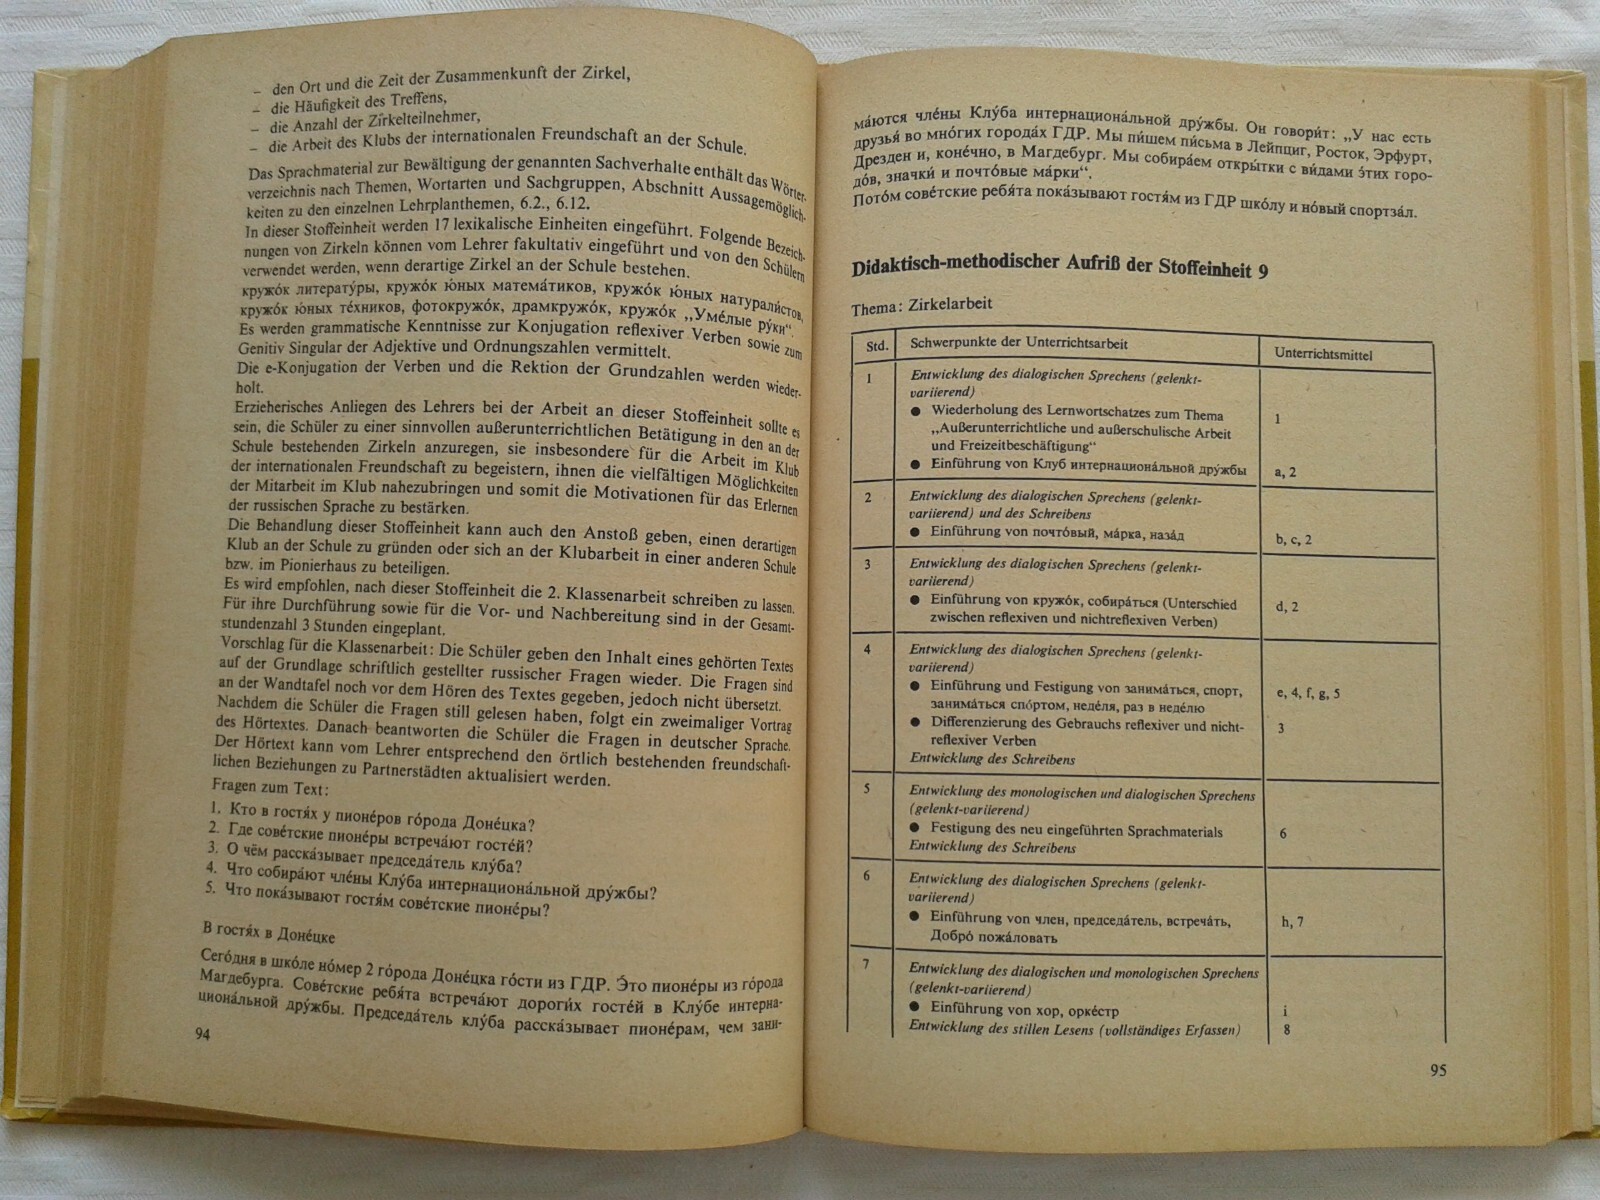 – den Ort und die Zeit der Zusammenkunft der Zirkel,
– die Häufigkeit des Treffens,
– die Anzahl der Zirkelteilnehmer,
– die Arbeit des Klubs der internationalen Freundschaft an der Schule.
Das Sprachmaterial zur Bewältigung der genannten Sachverhalte enthält das Wörter-
verzeichnis nach Themen, Wortarten und Sachgruppen, Abschnitt Aussagemöglich-
keiten zu den einzelnen Lehrplanthemen, 6.2., 6.12.
In dieser Stoffeinheit werden 17 lexikalische Einheiten eingeführt. Folgende Bezeich-
nungen von Zirkeln können vom Lehrer fakultativ eingeführt und von den Schülern
verwendet werden, wenn derartige Zirkel an der Schule bestehen.
кружо́к литерату́ры, кружо́к ю́ных матема́тиков, кружо́к ю́ных натурали́стов,
кружо́к ю́ных те́хников, фотокружо́к, драмкружо́к, кружо́к „Уме́лые ру́ки“.
Es werden grammatische Kenntnisse zur Konjugation reflexiver Verben sowie zum
Genitiv Singular der Adjektive und Ordnungszahlen vermittelt.
Die e-Konjugation der Verben und die Rektion der Grundzahlen werden wieder-
holt.
Erzieherisches Anliegen des Lehrers bei der Arbeit an dieser Stoffeinheit sollte es
sein, die Schüler zu einer sinnvollen außerunterrichtlichen Betätigung in den an der
Schule bestehenden Zirkeln anzuregen, sie insbesondere für die Arbeit im Klub
der internationalen Freundschaft zu begeistern, ihnen die vielfältigen Möglichkeiten
der Mitarbeit im Klub nahezubringen und somit die Motivationen für das Erlernen
der russischen Sprache zu bestärken.
Die Behandlung dieser Stoffeinheit kann auch den Anstoß geben, einen derartigen
Klub an der Schule zu gründen oder sich an der Klubarbeit in einer anderen Schule
bzw. im Pionierhaus zu beteiligen.
Es wird empfohlen, nach dieser Stoffeinheit die 2. Klassenarbeit schreiben zu lassen.
Für ihre Durchführung sowie für die Vor- und Nachbereitung sind in der Gesamt-
stundenzahl 3 Stunden eingeplant.
Vorschlag für die Klassenarbeit: Die Schüler geben den Inhalt eines gehörten Textes
auf der Grundlage schriftlich gestellter russischer Fragen wieder. Die Fragen sind
an der Wandtafel noch vor dem Hören des Textes gegeben, jedoch nicht übersetzt.
Nachdem die Schüler die Fragen still gelesen haben, folgt ein zweimaliger Vortrag
des Hörtextes. Danach beantworten die Schüler die Fragen in deutscher Sprache.
Der Hörtext kann vom Lehrer entsprechend den örtlich bestehenden freundschaft-
lichen Beziehungen zu Partnerstädten aktualisiert werden.
Fragen zum Text:
1. Кто в гостя́х у пионе́ров го́рода Доне́цка?
2. Где сове́тские пионе́ры встреча́ют госте́й?
3. О чём расска́зывает председа́тель клу́ба?
4. Что собира́ют чле́ны Клу́ба интернациона́льной дру́жбы?
5. Что пока́зывают гостя́м сове́тские пионе́ры?
В гостя́х в Доне́цке
Сего́дня в шко́ле но́мер 2 го́рода Доне́цка го́сти из ГДР. Э́то пионе́ры из го́рода
Магдебурга. Сове́тские ребя́та встреча́ют дороги́х госте́й в Клу́бе интерна-
циона́льной дру́жбы. Председа́тель клу́ба расска́зывает пионе́рам, чем зани-
94
ма́ются чле́ны Клу́ба интернациона́льной дру́жбы. Он говори́т: „У нас есть
друзья́ во мно́гих города́х ГДР. Мы пи́шем пи́сьма в Лейпциг, Росток, Эрфурт,
Дрезден и, коне́чно, в Магдебург. Мы собира́ем откры́тки с ви́дами э́тих горо-
до́в, значки́ и почто́вые ма́рки“.
Пото́м сове́тские ребя́та пока́зывают гостя́м из ГДР шко́лу и но́вый спортза́л.
Didaktisch-methodischer Aufriß der Stoffeinheit 9
Thema: Zirkelarbeit
Std. Schwerpunkte der Unterrichtsarbeit Unterrichtsmittel
1 Entwicklung des dialogischen Sprechens (gelenkt-
variierend)
● Wiederholung des Lernwortschatzes zum Thema 1
„Außerunterrichtliche und außerschulische Arbeit
und Freizeitbeschäftigung“
● Einführung von Клуб интернациона́льной дру́жбы a, 2
2 Entwicklung des dialogischen Sprechens (gelenkt-
variierend) und des Schreibens
● Einführung von почто́вый, ма́рка, наза́д b, c, 2
3 Entwicklung des dialogischen Sprechens (gelenkt-
variierend)
● Einführung von кружо́к, собира́ться (Unterschied d, 2
zwischen reflexiven und nichtreflexiven Verben)
4 Entwicklung des dialogischen Sprechens (gelenkt-
variierend)
● Einführung und Festigung von занима́ться, спорт, e, 4, f, g, 5
занима́ться спо́ртом, неде́ля, раз в неде́лю
● Differenzierung des Gebrauchs reflexiver und nicht- 3
reflexiver Verben
Entwicklung des Schreibens
5 Entwicklung des monologischen und dialogischen Sprechens
(gelenkt-variierend)
● Festigung des neu eingeführten Sprachmaterials 6
Entwicklung des Schreibens
6 Entwicklung des dialogischen Sprechens (gelenkt-
variierend)
● Einführung von член, председа́тель, встреча́ть, h, 7
Добро́ пожа́ловать
7 Entwicklung des dialogischen und monologischen Sprechens
(gelenkt-variierend)
● Einführung von хор, орке́стр i
Entwicklung des stillen Lesens (vollständiges Erfassen) 8
95